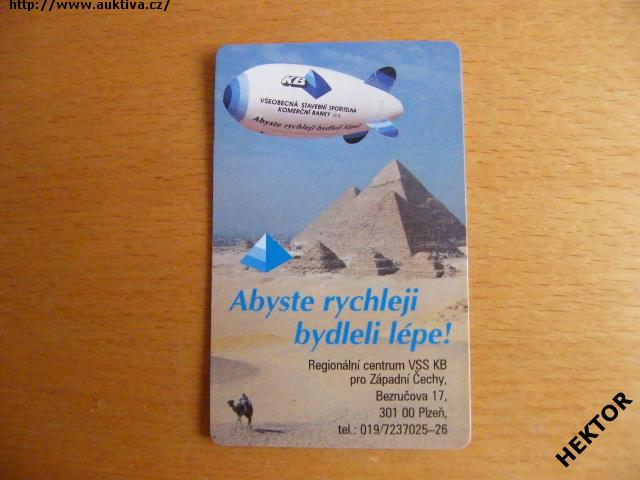 http://www.auktiva.cz/
KB
VŠEOBECNÁ STAVEBNÍ SPOŘITELNA
KOMERČNÍ BANKY a.s.
Abyste rychleji bydleli lépe!
Abyste rychleji
bydleli lépe!
Regionální centrum VSS KB
pro Západní Čechy,
Bezručova 17,
301 00 Plzeň,
tel.: 019/7237025–26
HEKTOR